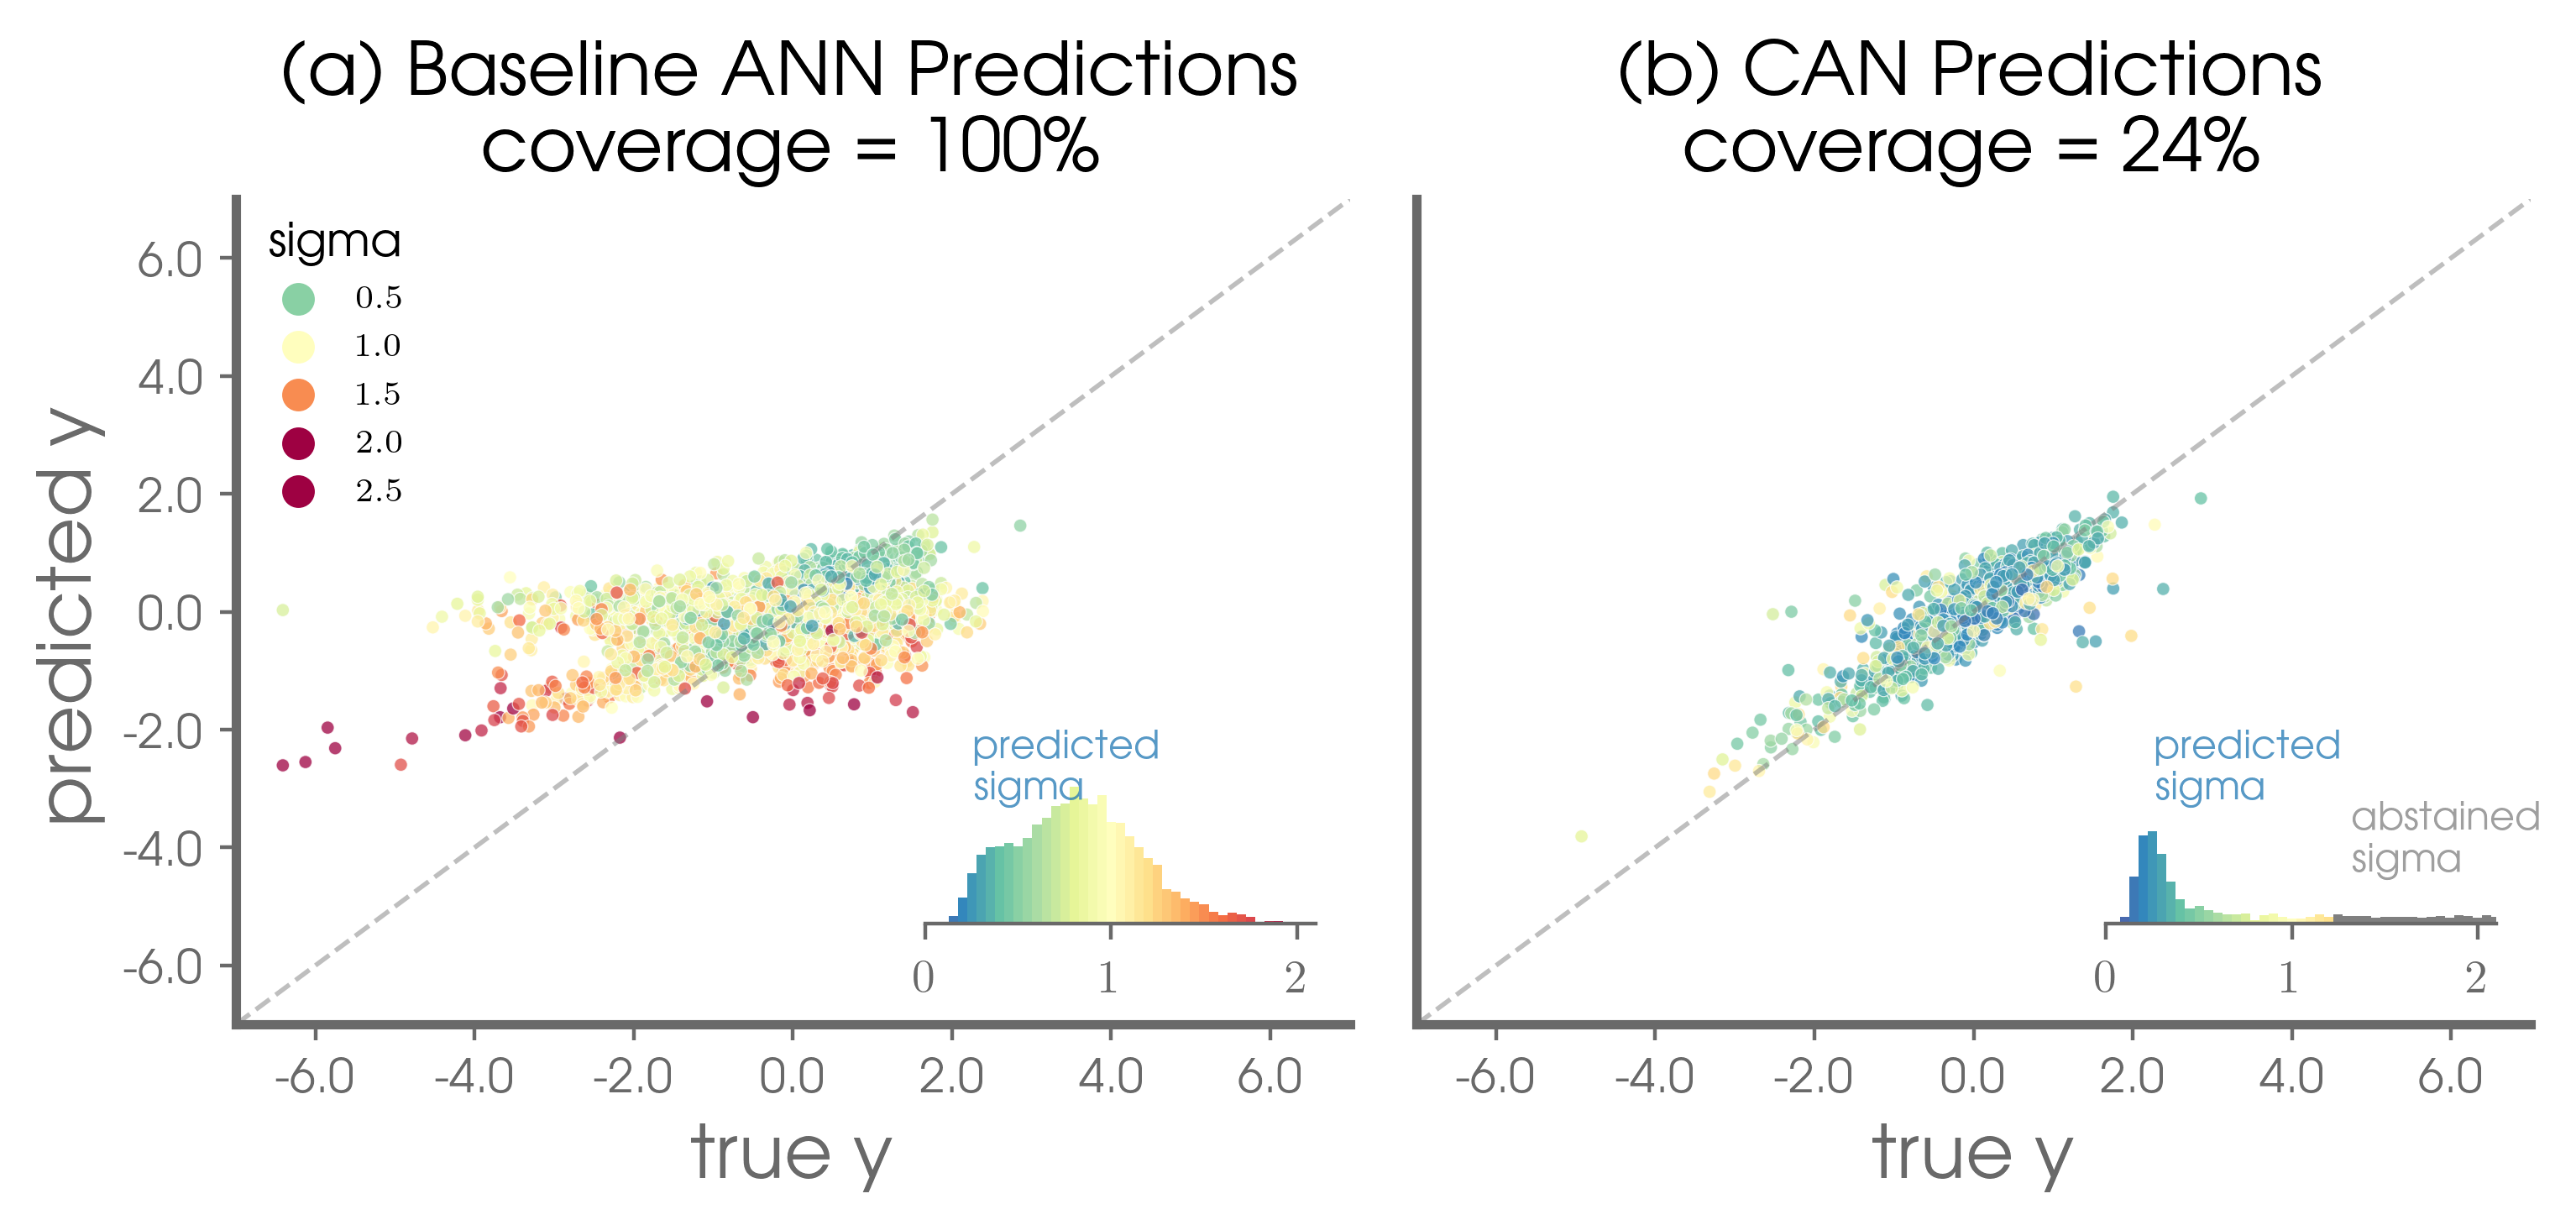 (a) Baseline ANN Predictions
coverage = 100%
(b) CAN Predictions
coverage = 24%
sigma
0.5
1.0
1.5
2.0
2.5
6.0
4.0
2.0
0.0
-2.0
-4.0
-6.0
predicted y
predicted
sigma
0 1 2
-6.0 -4.0 -2.0 0.0 2.0 4.0 6.0
true y
predicted
sigma
abstained
sigma
0 1 2
-6.0 -4.0 -2.0 0.0 2.0 4.0 6.0
true y